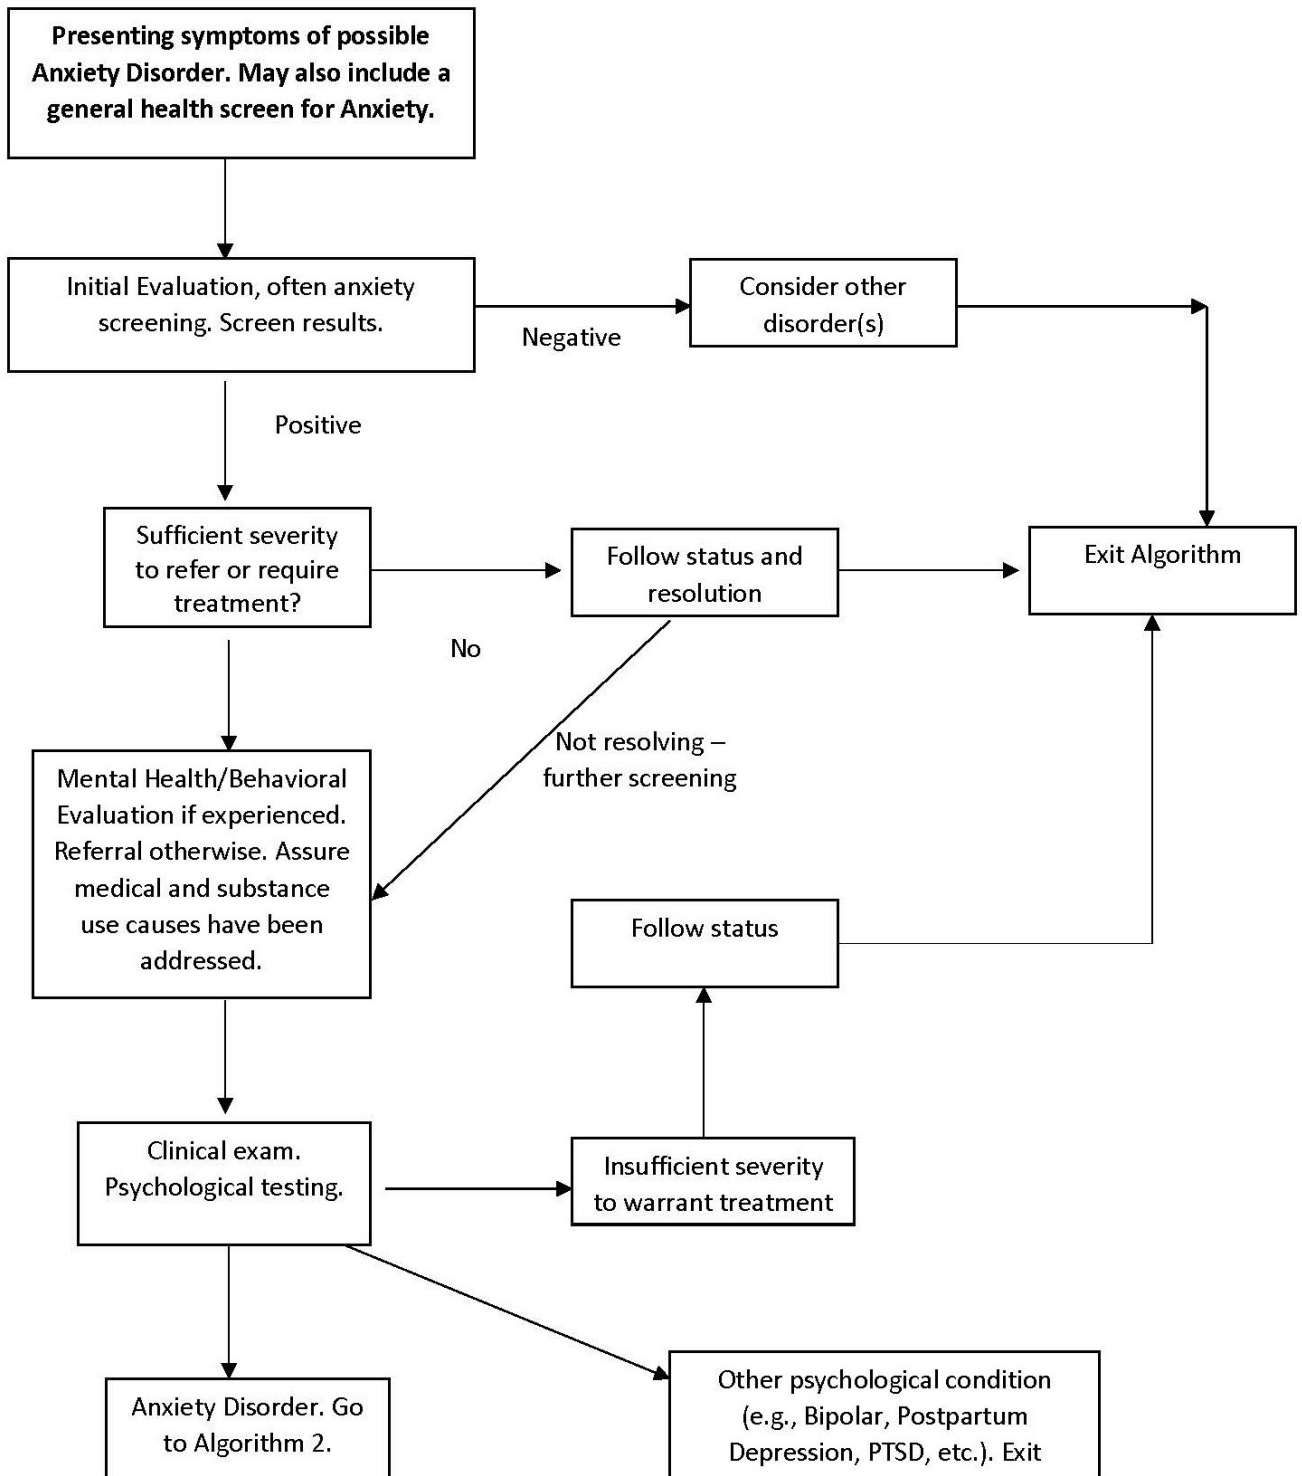 Presenting symptoms of possible
Anxiety Disorder. May also include a
general health screen for Anxiety.
Initial Evaluation, often anxiety
screening. Screen results.
Negative
Consider other
disorder(s)
Positive
Sufficient severity
to refer or require
treatment?
No
Follow status and
resolution
Exit Algorithm
Not resolving –
further screening
Mental Health/Behavioral
Evaluation if experienced.
Referral otherwise. Assure
medical and substance
use causes have been
addressed.
Follow status
Clinical exam.
Psychological testing.
Insufficient severity
to warrant treatment
Anxiety Disorder. Go
to Algorithm 2.
Other psychological condition
(e.g., Bipolar, Postpartum
Depression, PTSD, etc.). Exit